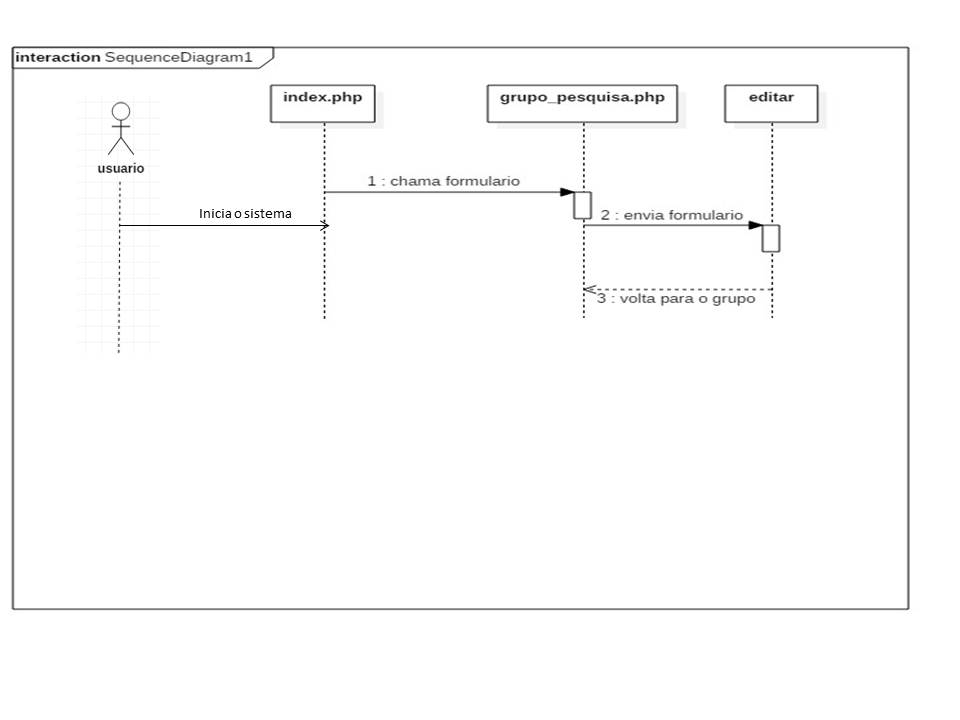 interaction SequenceDiagram1
index.php
grupo_pesquisa.php
editar
usuario
1 : chama formulario
Inicia o sistema
2 : envia formulario
3 : volta para o grupo